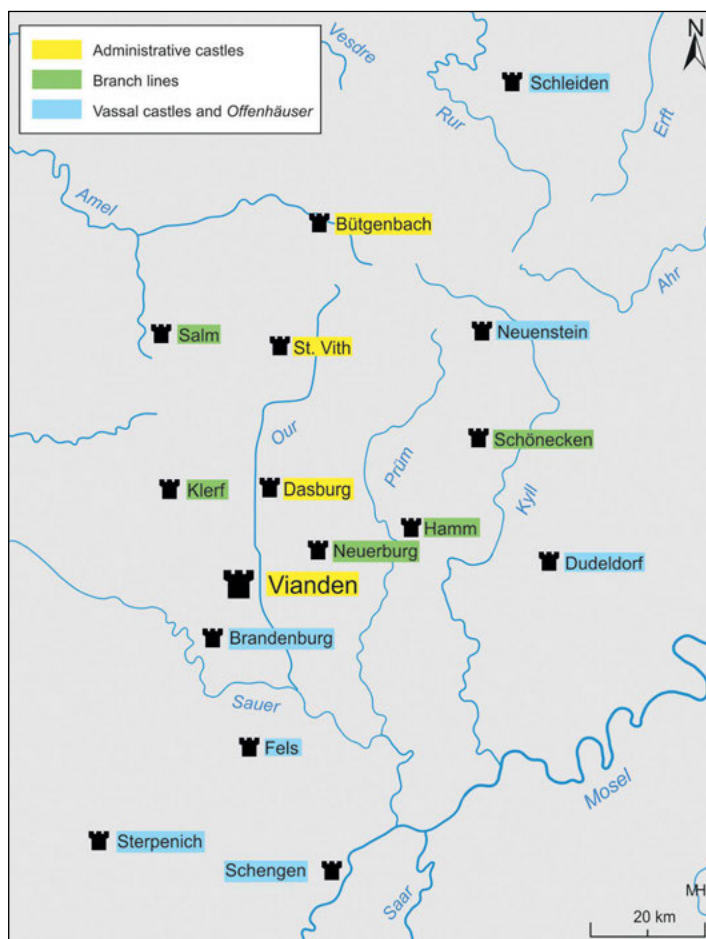 Administrative castles
Branch lines
Vassal castles and Offenhäuser
Vesdre
N
Schleiden
Rur
Erft
Amel
Bütgenbach
Ahr
Salm
St. Vith
Neuenstein
Our
Prüm
Schönecken
Klerf
Dasburg
Kyll
Hamm
Neuerburg
Dudeldorf
Vianden
Brandenburg
Sauer
Fels
Mosel
Sterpenich
Schengen
Saar
MH
20 km